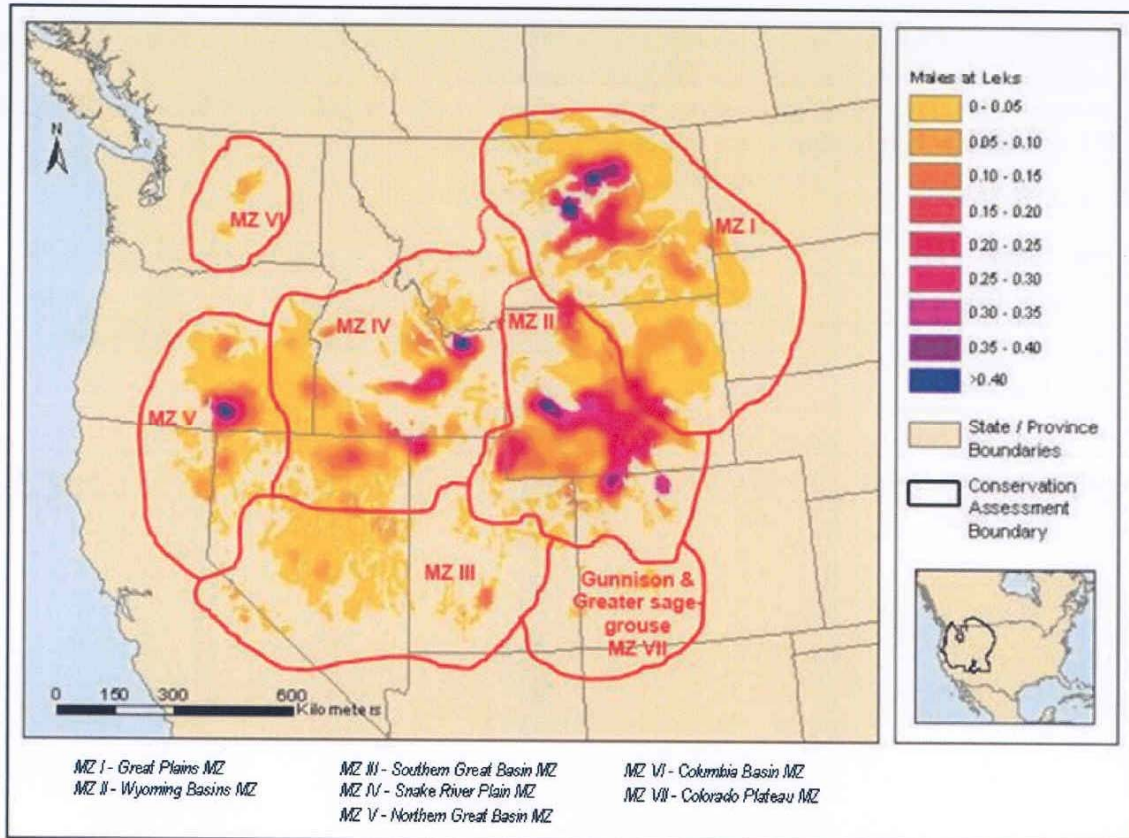 N
MZ VI
MZ I
MZ IV
MZ II
MZ V
MZ III
Gunnison &
Greater sage-
grouse
MZ VII
0 150 300 600
Kilometers
Males at Leks
0 - 0.05
0.05 - 0.10
0.10 - 0.15
0.15 - 0.20
0.20 - 0.25
0.25 - 0.30
0.30 - 0.35
0.35 - 0.40
>0.40
State / Province
Boundaries
Conservation
Assessment
Boundary
MZ I - Great Plains MZ
MZ II - Wyoming Basins MZ
MZ III - Southern Great Basin MZ
MZ IV - Snake River Plain MZ
MZ V - Northern Great Basin MZ
MZ VI - Columbia Basin MZ
MZ VII - Colorado Plateau MZ